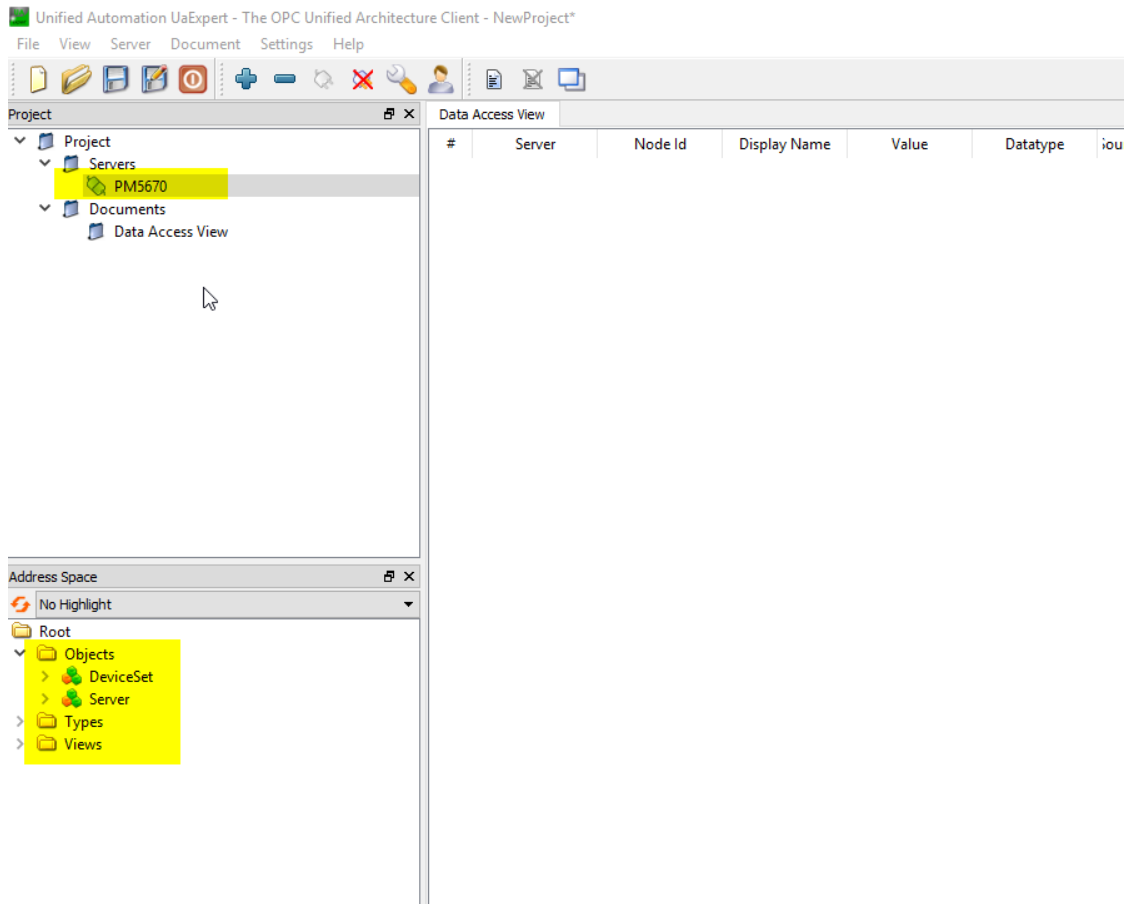 Unified Automation UaExpert - The OPC Unified Architecture Client - NewProject*
File View Server Document Settings Help
Project
Data Access View
Project
Servers
PM5670
Documents
Data Access View
# Server Node Id Display Name Value Datatype
Address Space
No Highlight
Root
Objects
DeviceSet
Server
Types
Views